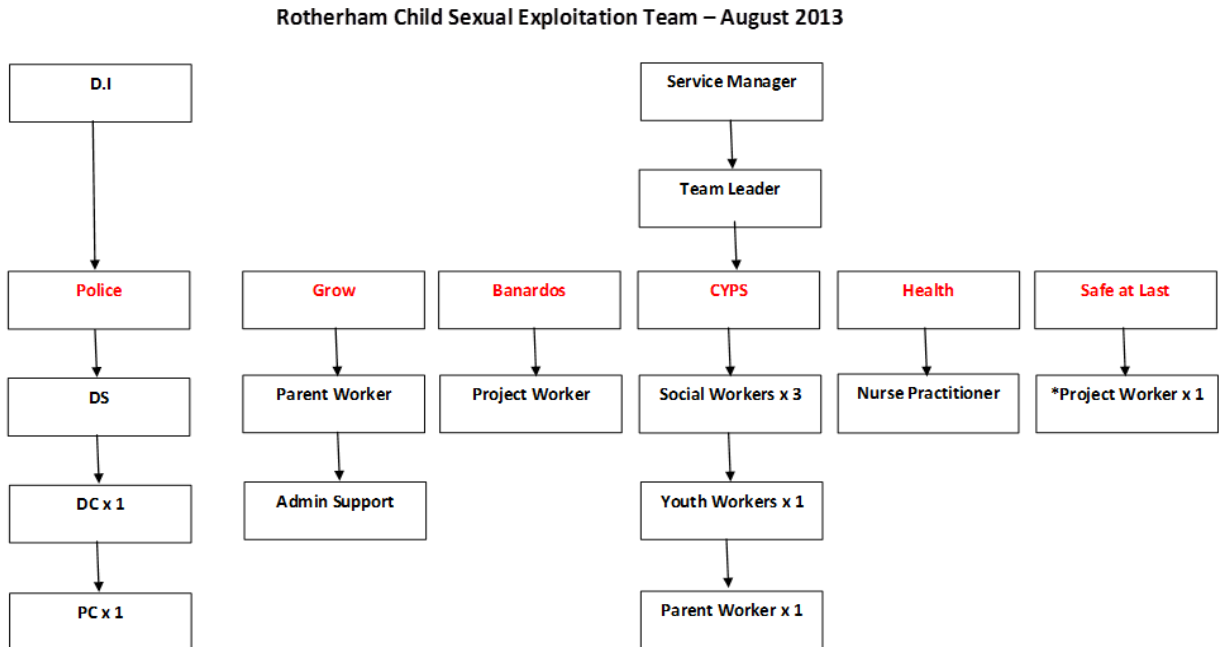 Rotherham Child Sexual Exploitation Team – August 2013
D.I
Service Manager
Team Leader
Police
Grow
Banardos
CYPS
Health
Safe at Last
DS
Parent Worker
Project Worker
Social Workers x 3
Nurse Practitioner
*Project Worker x 1
DC x 1
Admin Support
Youth Workers x 1
PC x 1
Parent Worker x 1